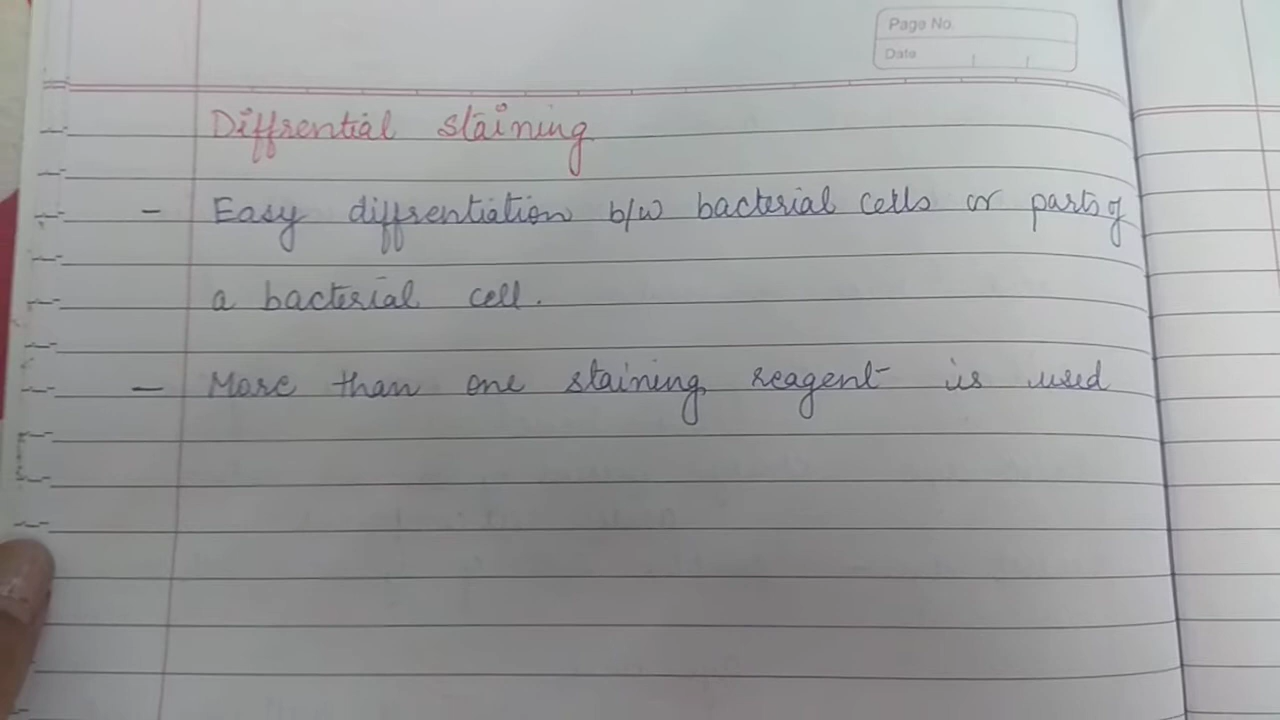 Page No.
Date
Diffrential staining
- Easy diffrentiation b/w bacterial cells or parts of
a bacterial cell.
- More than one staining reagent is used